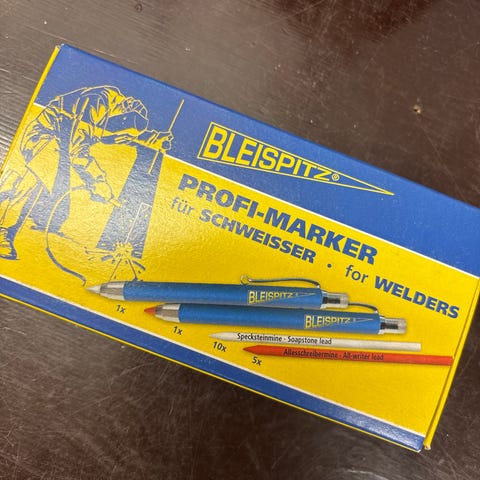 BLEISPITZ®
PROFI-MARKER
für SCHWEISSER · for WELDERS
BLEISPITZ
1x
BLEISPITZ
1x
Specksteinmine - Soapstone lead
10x
Allesschreibermine - All-writer lead
5x